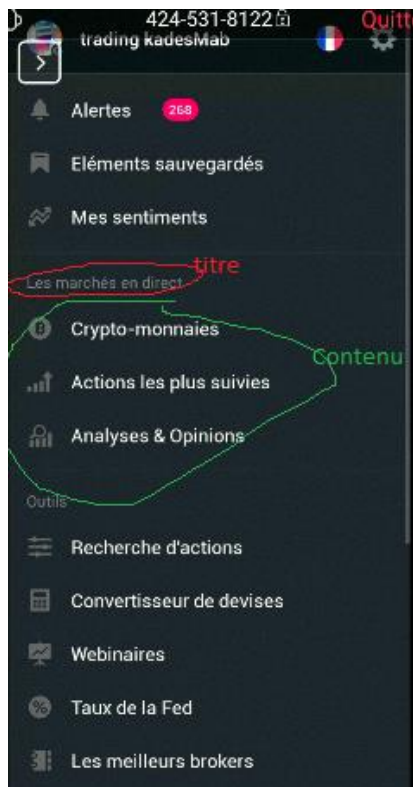 424-531-8122
Quitt
trading kadesMab
Alertes 268
Eléments sauvegardés
Mes sentiments
titre
Les marchés en direct
Crypto-monnaies
Contenu
Actions les plus suivies
Analyses & Opinions
Outils
Recherche d'actions
Convertisseur de devises
Webinaires
Taux de la Fed
Les meilleurs brokers